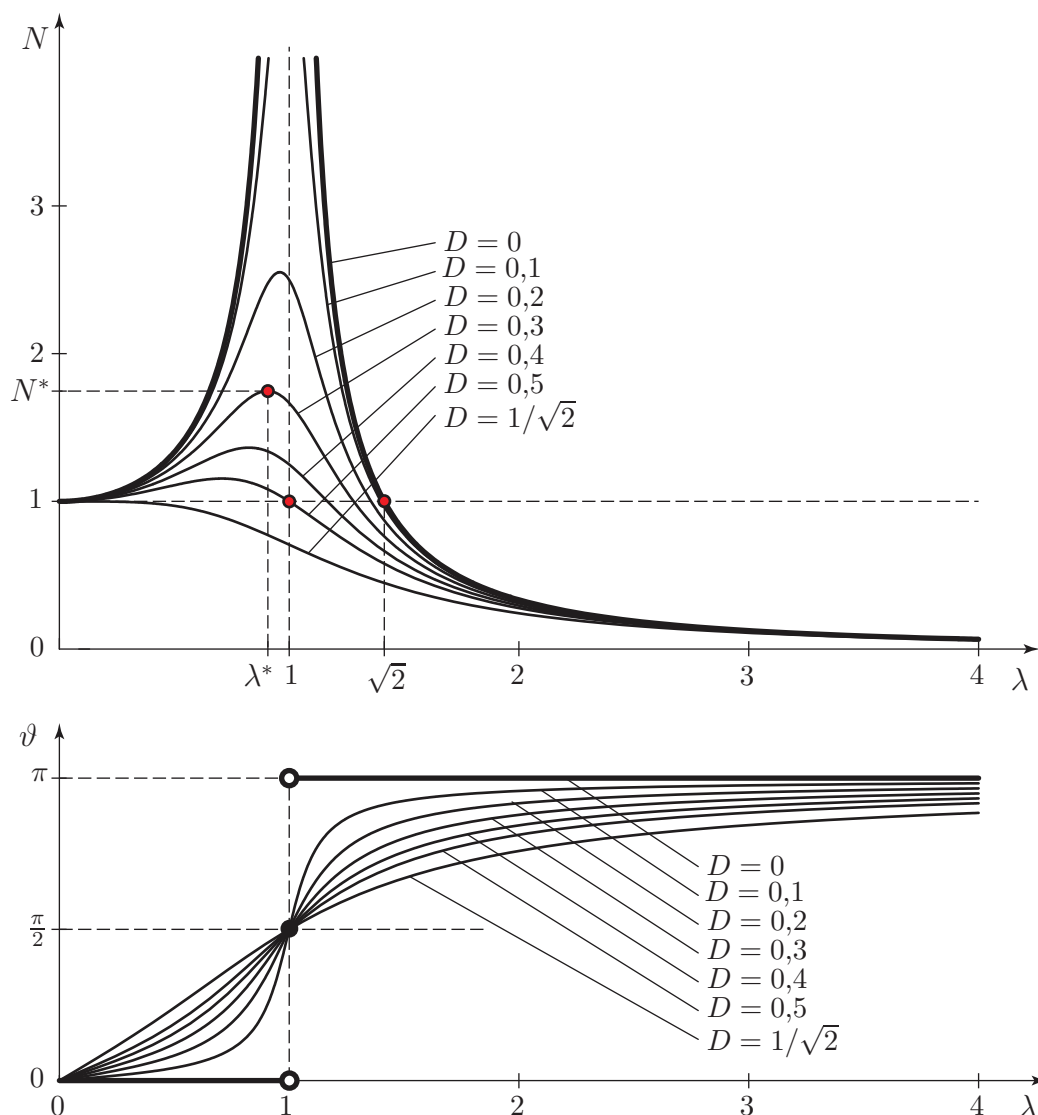 N
3
D = 0
D = 0,1
D = 0,2
D = 0,3
2
D = 0,4
N*
D = 0,5
D = 1/√2
1
0
λ* 1 √2 2 3 4 λ
ϑ
π
D = 0
D = 0,1
π/2
D = 0,2
D = 0,3
D = 0,4
D = 0,5
D = 1/√2
0
0 1 2 3 4 λ